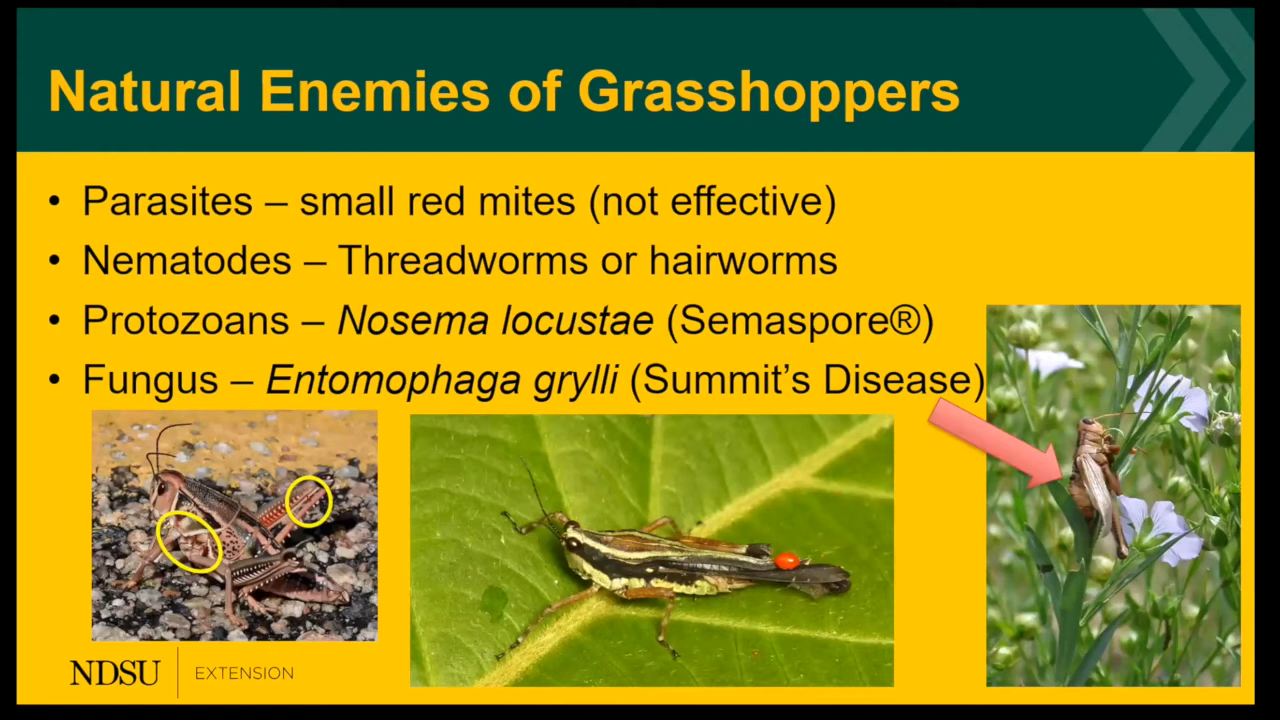 Natural Enemies of Grasshoppers
• Parasites – small red mites (not effective)
• Nematodes – Threadworms or hairworms
• Protozoans – Nosema locustae (Semaspore®)
• Fungus – Entomophaga grylli (Summit’s Disease)
NDSU EXTENSION